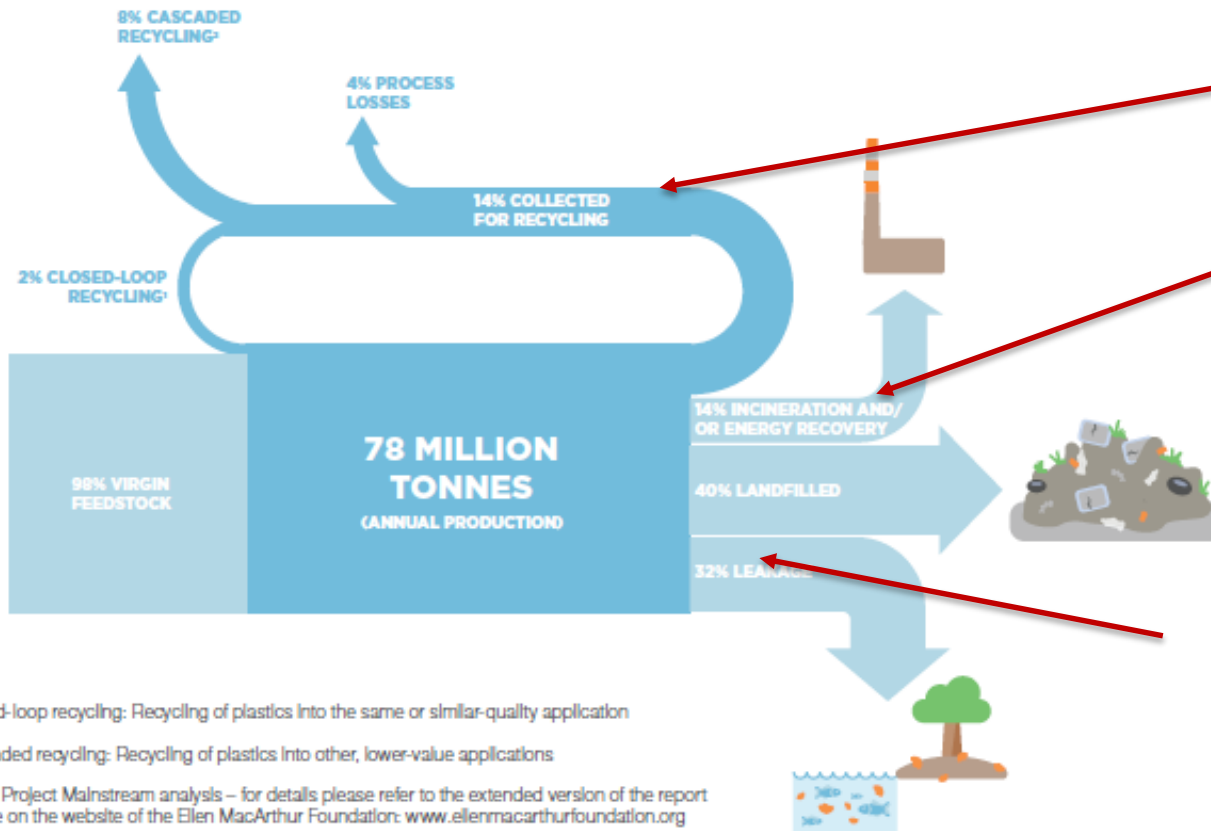 8% CASCADED
RECYCLING²
4% PROCESS
LOSSES
14% COLLECTED
FOR RECYCLING
2% CLOSED-LOOP
RECYCLING¹
98% VIRGIN
FEEDSTOCK
78 MILLION
TONNES
(ANNUAL PRODUCTION)
14% INCINERATION AND/
OR ENERGY RECOVERY
40% LANDFILLED
32% LEAKAGE
d-loop recycling: Recycling of plastics into the same or similar-quality application
ded recycling: Recycling of plastics into other, lower-value applications
Project Mainstream analysis – for details please refer to the extended version of the report
e on the website of the Ellen MacArthur Foundation: www.ellenmacarthurfoundation.org